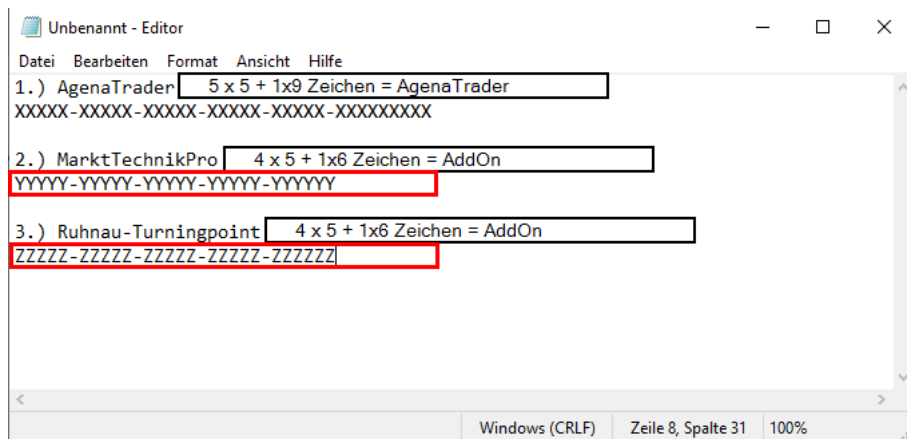 Unbenannt - Editor
Datei Bearbeiten Format Ansicht Hilfe
1.) AgenaTrader 5 x 5 + 1x9 Zeichen = AgenaTrader
XXXXX-XXXXX-XXXXX-XXXXX-XXXXX-XXXXXXXXX
2.) MarktTechnikPro 4 x 5 + 1x6 Zeichen = AddOn
YYYYY-YYYYY-YYYYY-YYYYY-YYYYYY
3.) Ruhnau-Turningpoint 4 x 5 + 1x6 Zeichen = AddOn
ZZZZZ-ZZZZZ-ZZZZZ-ZZZZZ-ZZZZZZ
Windows (CRLF) Zeile 8, Spalte 31 100%